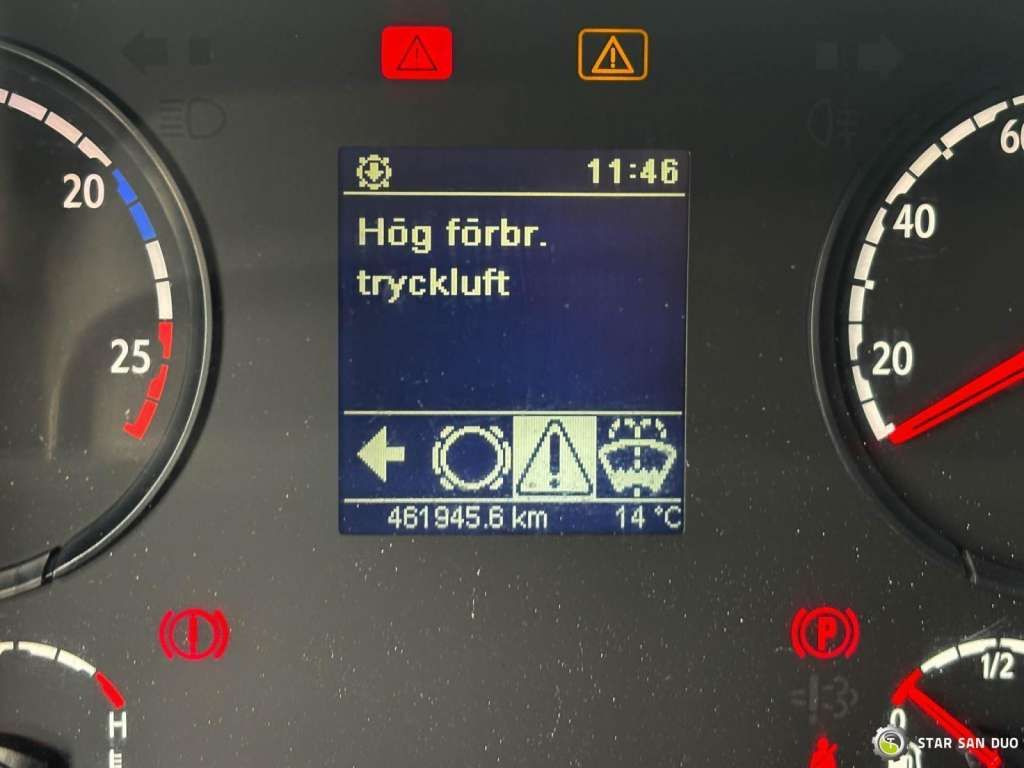 11:46
Hög förbr.
tryckluft
461945.6 km 14 °C
20
25
60
40
20
H
P
1/2
0
STAR SAN DUO